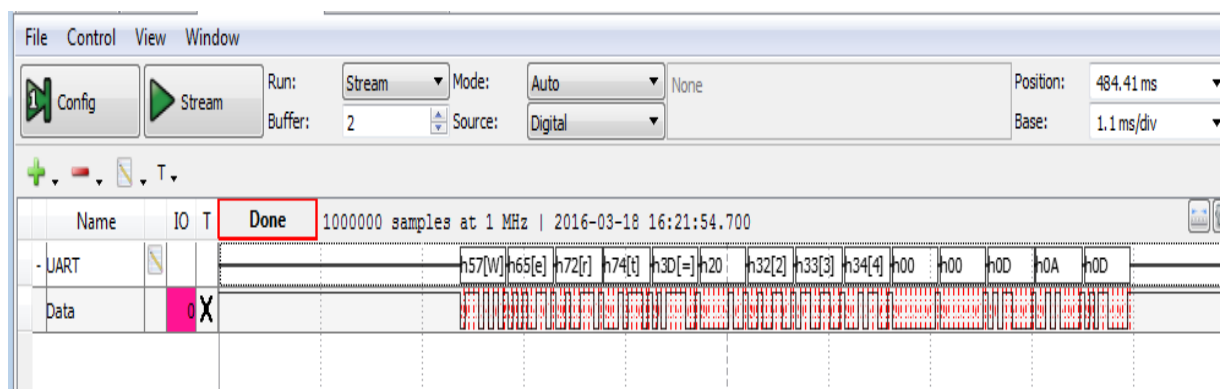 File Control View Window
1 Config Stream Run: Stream Mode: Auto None Position: 484.41 ms
Buffer: 2 Source: Digital Base: 1.1 ms/div
T
Name IO T Done 1000000 samples at 1 MHz | 2016-03-18 16:21:54.700
- UART h57[W] h65[e] h72[r] h74[t] h3D[=] h20 h32[2] h33[3] h34[4] h00 h00 h0D h0A h0D
Data 0 X